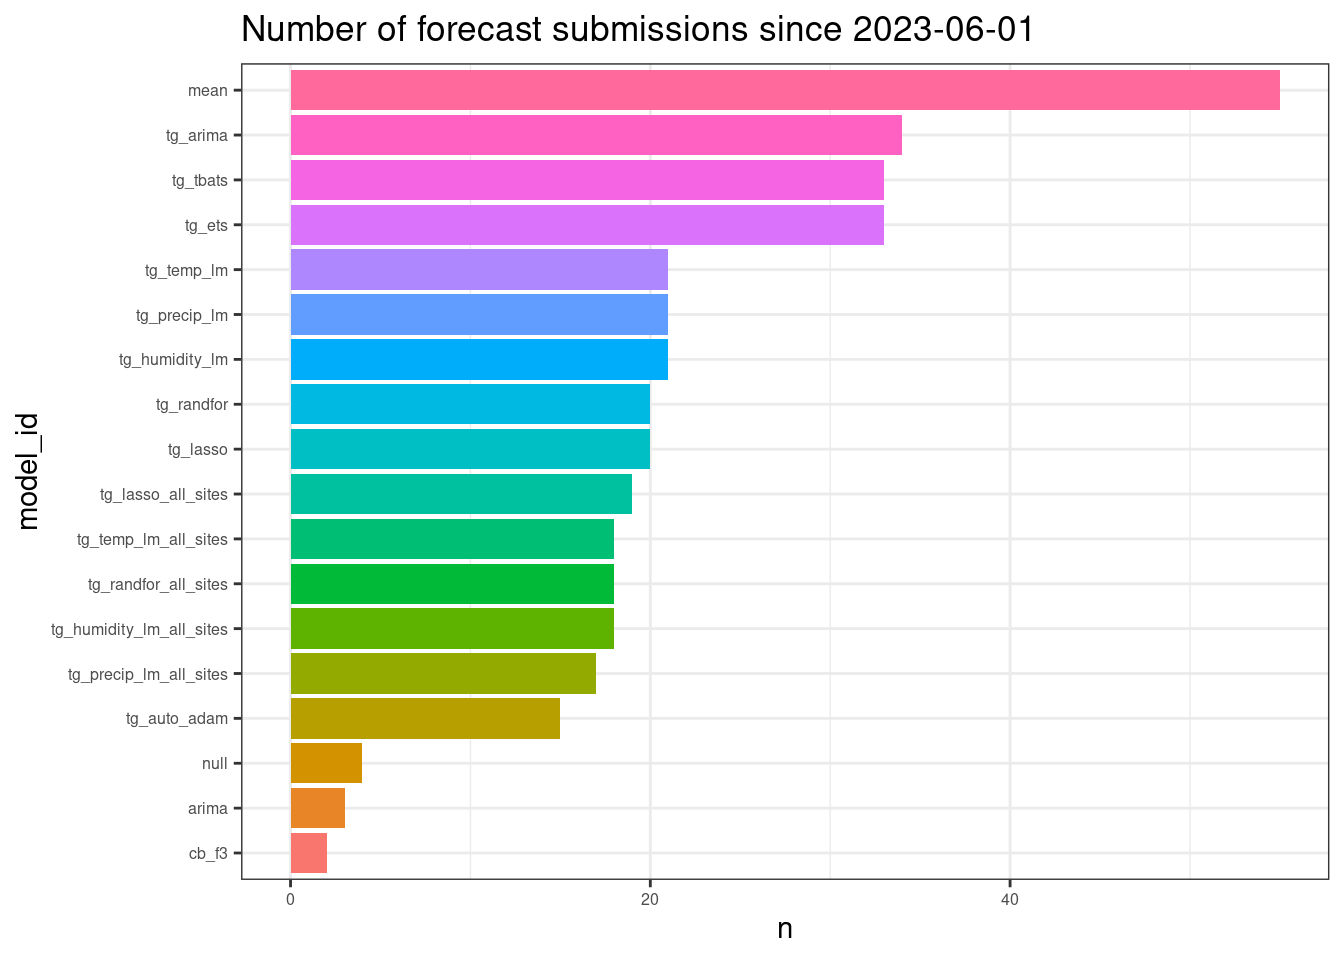 Number of forecast submissions since 2023-06-01
model_id
mean
tg_arima
tg_tbats
tg_ets
tg_temp_lm
tg_precip_lm
tg_humidity_lm
tg_randfor
tg_lasso
tg_lasso_all_sites
tg_temp_lm_all_sites
tg_randfor_all_sites
tg_humidity_lm_all_sites
tg_precip_lm_all_sites
tg_auto_adam
null
arima
cb_f3
0 20 40
n